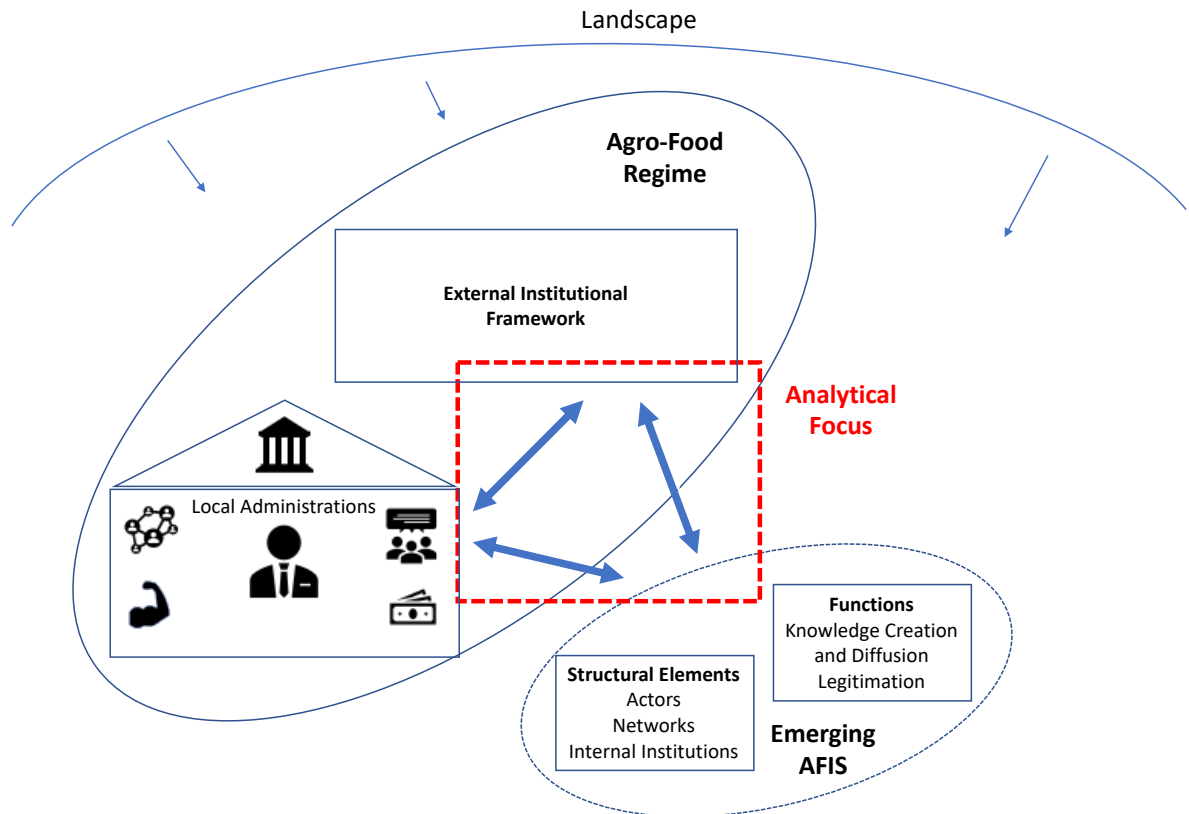 Landscape
Agro-Food
Regime
External Institutional
Framework
Analytical
Focus
Local Administrations
Functions
Knowledge Creation
and Diffusion
Legitimation
Structural Elements
Actors
Networks
Internal Institutions
Emerging
AFIS